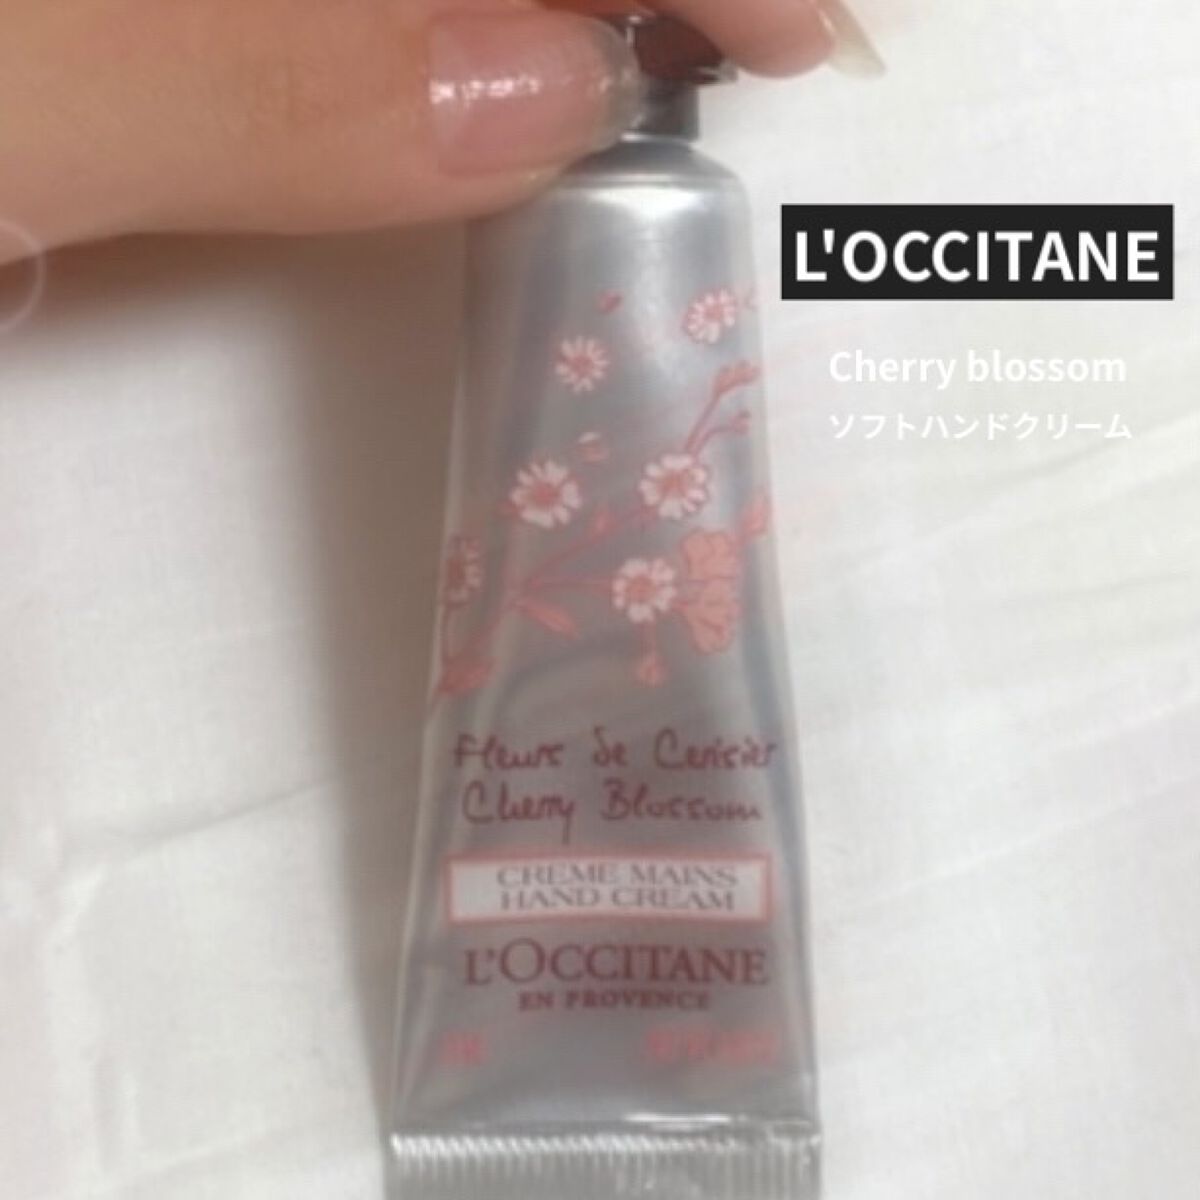 L'OCCITANE
Cherry blossom
ソフトハンドクリーム
Fleurs de Cerisier
Cherry Blossom
CRÈME MAINS
HAND CREAM
L'OCCITANE
EN PROVENCE